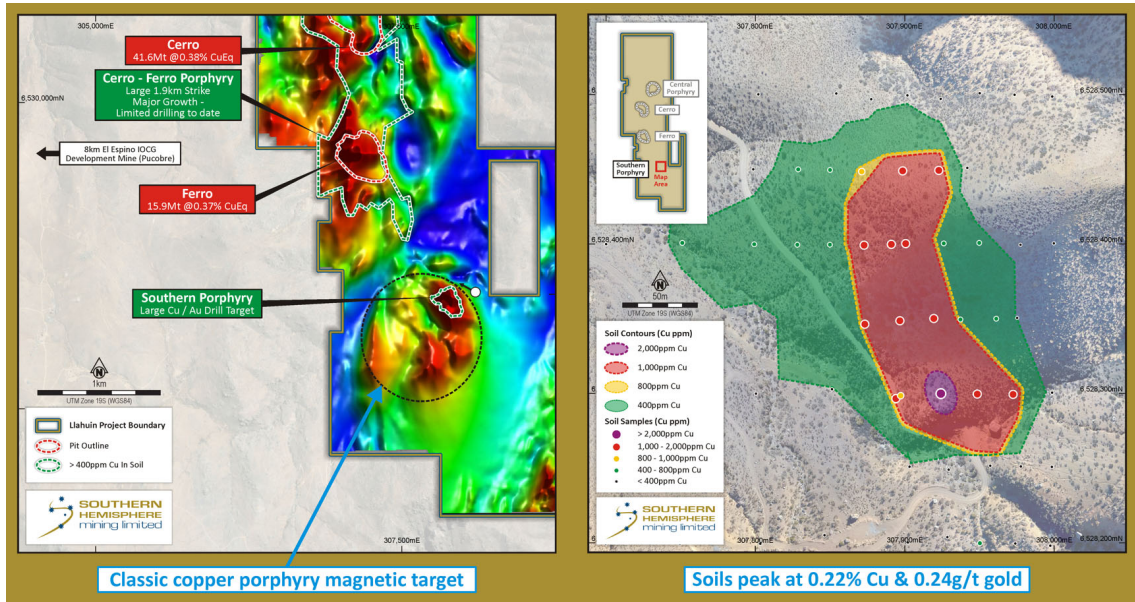 305,000mE
307,500mE
Cerro
41.6Mt @0.38% CuEq
Cerro - Ferro Porphyry
Large 1.9km Strike
Major Growth -
Limited drilling to date
6,530,000mN
8km El Espino IOCG
Development Mine (Pucobre)
Ferro
15.9Mt @0.37% CuEq
Southern Porphyry
Large Cu / Au Drill Target
N
1km
UTM Zone 19S (WGS84)
Llahuin Project Boundary
Pit Outline
> 400ppm Cu In Soil
SOUTHERN
HEMISPHERE
mining limited
307,500mE
Classic copper porphyry magnetic target
307,800mE
307,900mE
308,000mE
Central
Porphyry
Cerro
Ferro
Southern
Porphyry
Map
Area
6,528,500mN
6,528,400mN
6,528,400mN
N
50m
UTM Zone 19S (WGS84)
Soil Contours (Cu ppm)
2,000ppm Cu
1,000ppm Cu
800ppm Cu
400ppm Cu
Soil Samples (Cu ppm)
> 2,000ppm Cu
1,000 - 2,000ppm Cu
800 - 1,000ppm Cu
400 - 800ppm Cu
< 400ppm Cu
6,528,300mN
SOUTHERN
HEMISPHERE
mining limited
307,800mE
307,900mE
6,528,200mN
Soils peak at 0.22% Cu & 0.24g/t gold